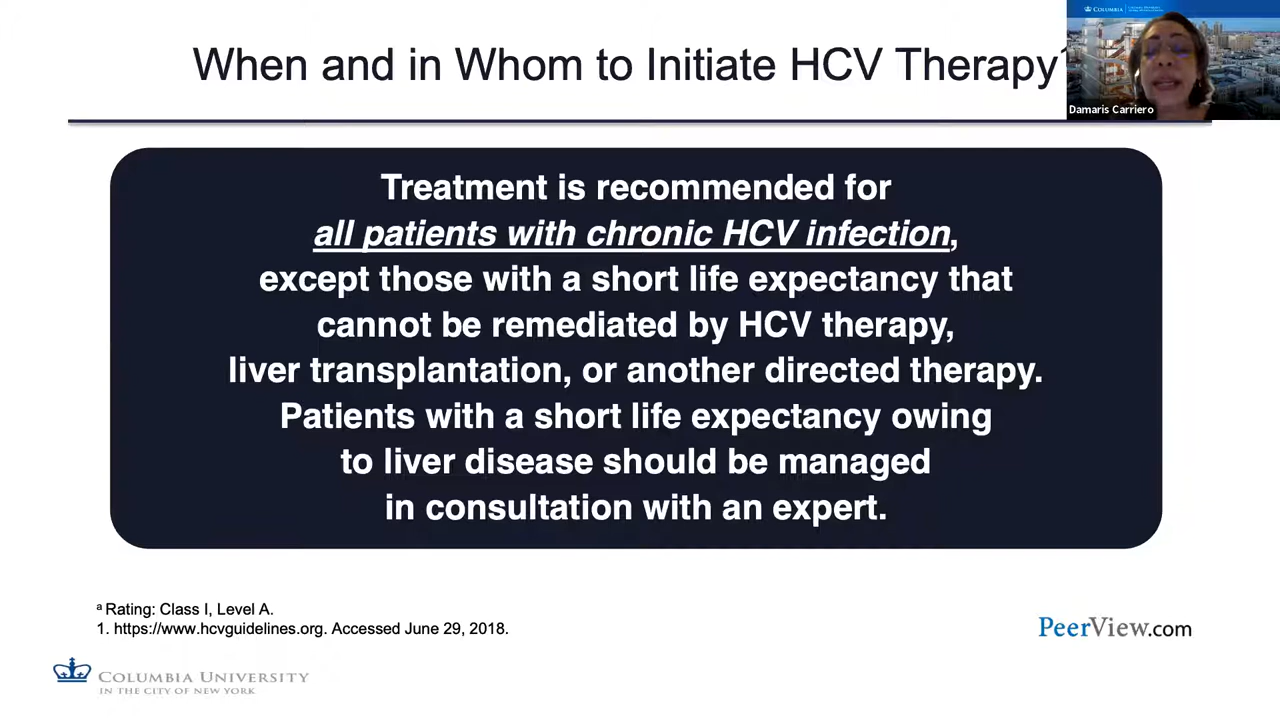 COLUMBIA
When and in Whom to Initiate HCV Therapy¹
Damaris Carriero
Treatment is recommended for
all patients with chronic HCV infection,
except those with a short life expectancy that
cannot be remediated by HCV therapy,
liver transplantation, or another directed therapy.
Patients with a short life expectancy owing
to liver disease should be managed
in consultation with an expert.
ª Rating: Class I, Level A.
1. https://www.hcvguidelines.org. Accessed June 29, 2018.
PeerView.com
COLUMBIA UNIVERSITY
IN THE CITY OF NEW YORK